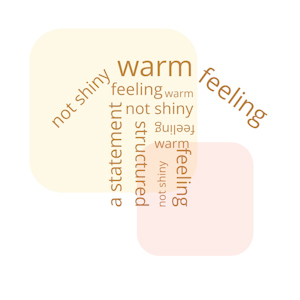 warm
not shiny
feeling
feeling
warm
not shiny
feeling
warm
a statement
structured
not shiny
feeling